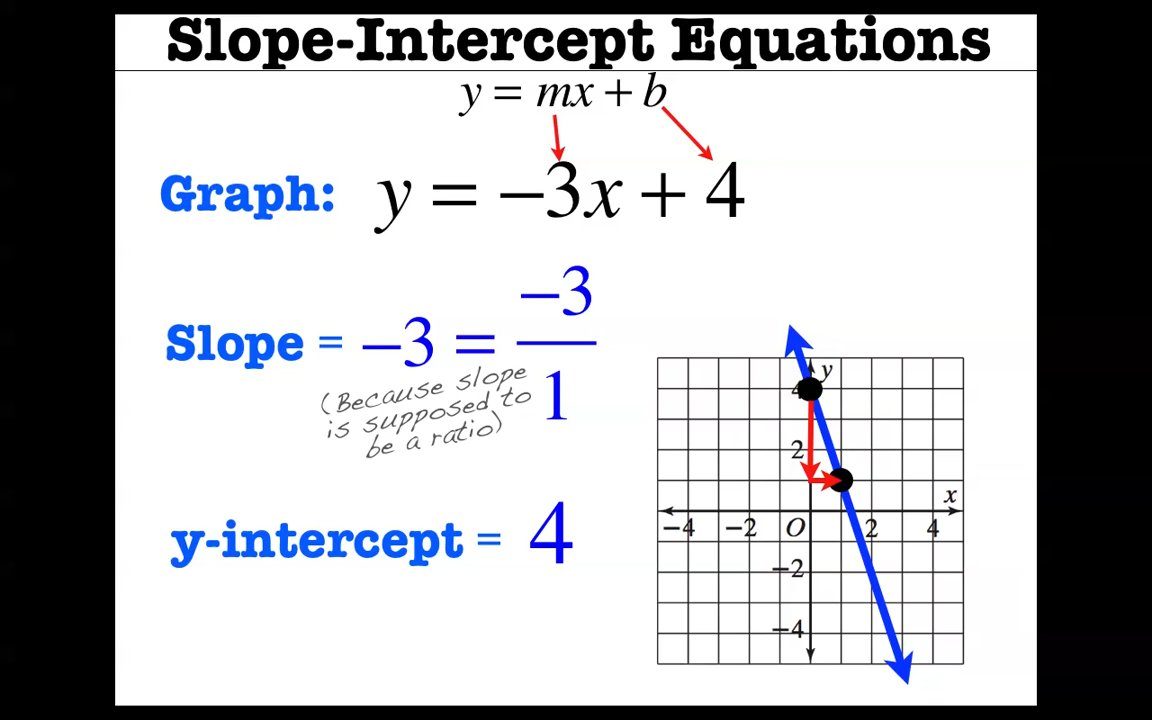 Slope-Intercept Equations
y = mx + b
Graph: y = −3x + 4
Slope = −3 = −3/1
(Because slope
is supposed to
be a ratio)
y-intercept = 4
y
4
2
x
−4 −2 O 2 4
−2
−4